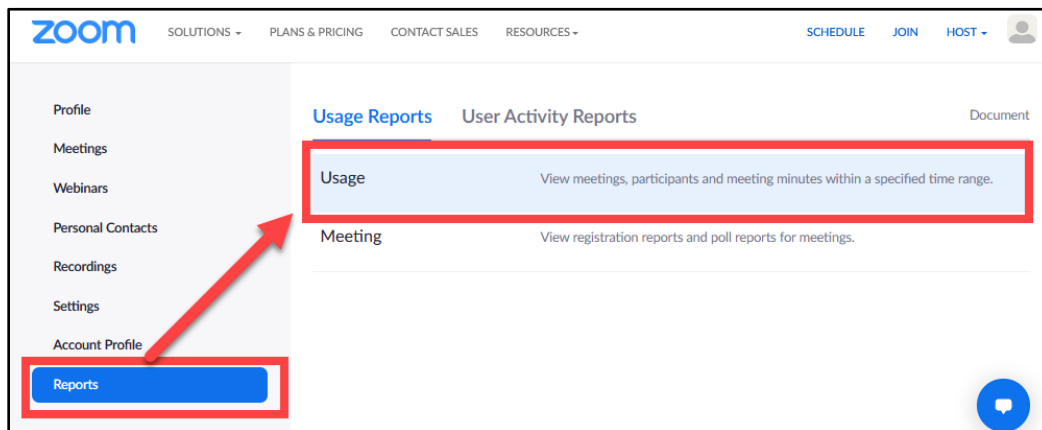 zoom SOLUTIONS PLANS & PRICING CONTACT SALES RESOURCES SCHEDULE JOIN HOST
Profile
Meetings
Webinars
Personal Contacts
Recordings
Settings
Account Profile
Reports
Usage Reports User Activity Reports Document
Usage View meetings, participants and meeting minutes within a specified time range.
Meeting View registration reports and poll reports for meetings.